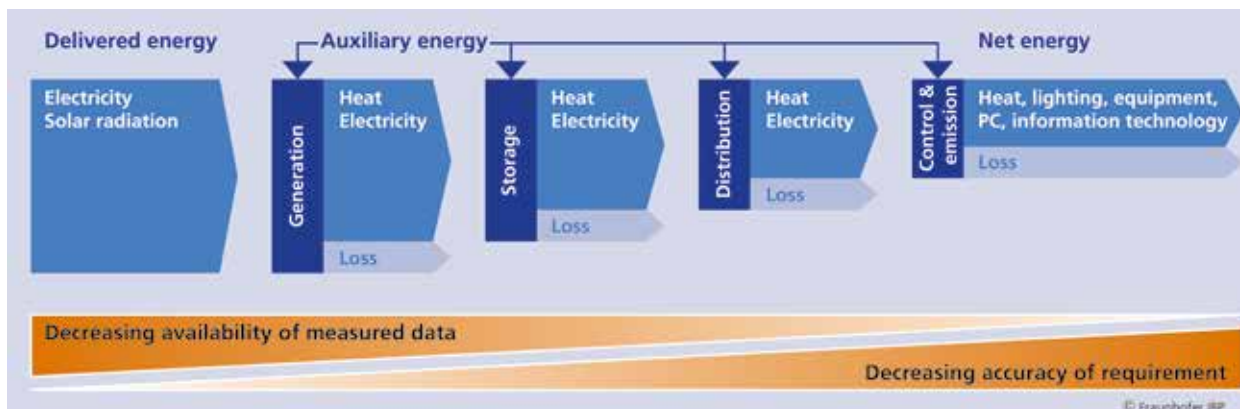 Delivered energy
Auxiliary energy
Net energy
Electricity
Solar radiation
Generation
Heat
Electricity
Loss
Storage
Heat
Electricity
Loss
Distribution
Heat
Electricity
Loss
Control &
emission
Heat, lighting, equipment,
PC, information technology
Loss
Decreasing availability of measured data
Decreasing accuracy of requirement
© Fraunhofer IBP